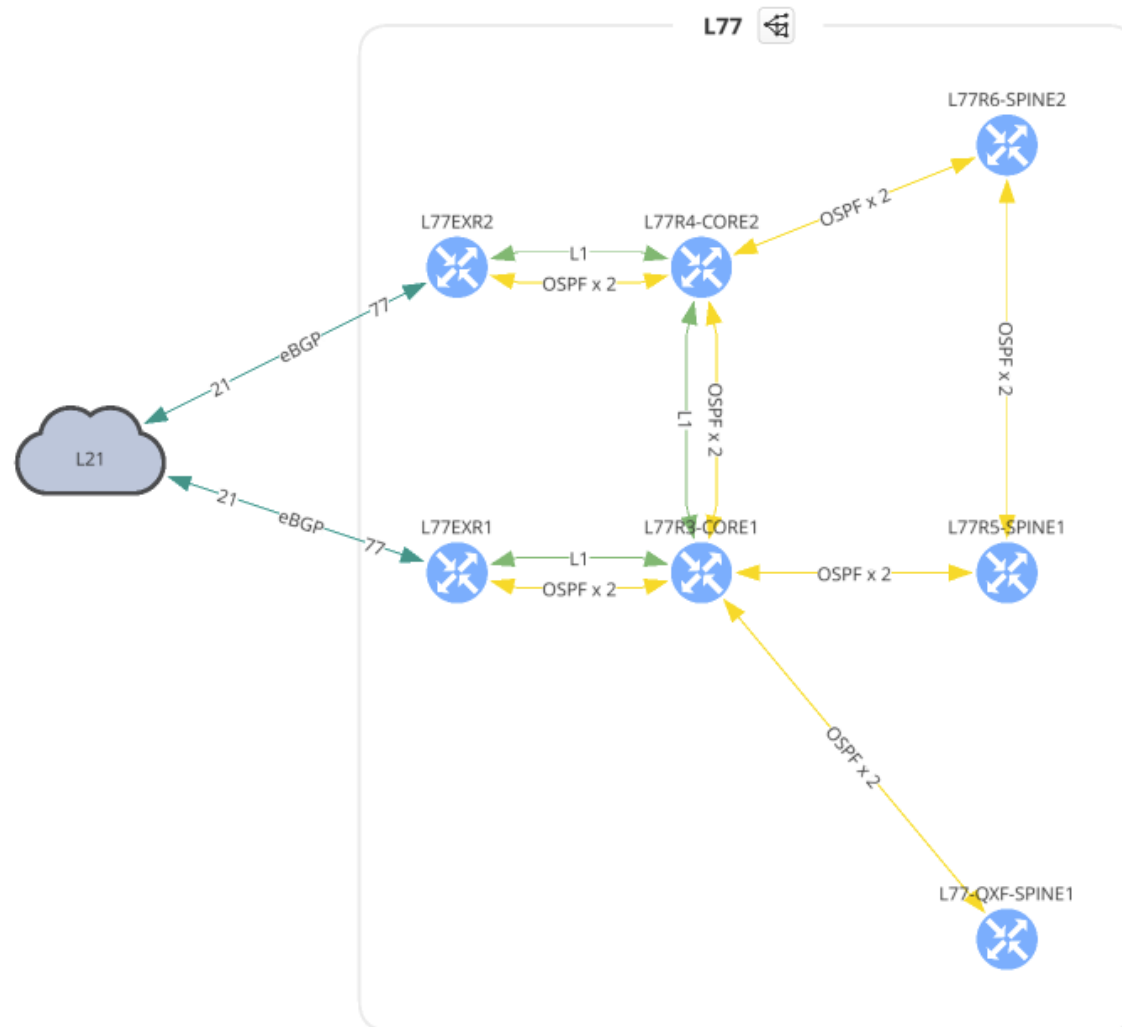 L77
L77R6-SPINE2
OSPF x 2
L77EXR2
L77R4-CORE2
L1
OSPF x 2
77
eBGP
21
L1
OSPF x 2
OSPF x 2
L21
21
eBGP
77
L77EXR1
L77R3-CORE1
L77R5-SPINE1
L1
OSPF x 2
OSPF x 2
OSPF x 2
L77-QXF-SPINE1